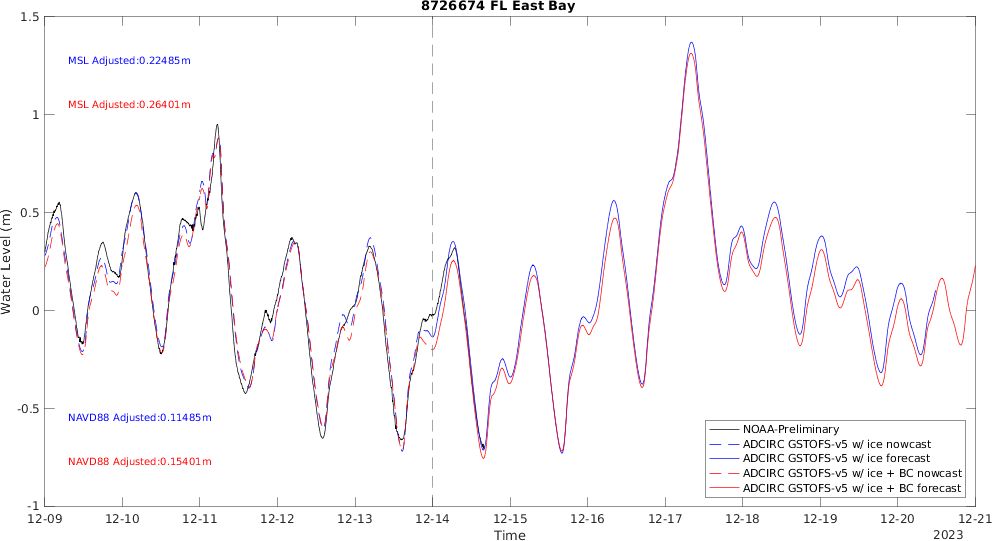 8726674 FL East Bay
1.5
MSL Adjusted:0.22485m
MSL Adjusted:0.26401m
1
0.5
Water Level (m)
0
-0.5
NAVD88 Adjusted:0.11485m
NAVD88 Adjusted:0.15401m
-1
NOAA-Preliminary
ADCIRC GSTOFS-v5 w/ ice nowcast
ADCIRC GSTOFS-v5 w/ ice forecast
ADCIRC GSTOFS-v5 w/ ice + BC nowcast
ADCIRC GSTOFS-v5 w/ ice + BC forecast
12-09 12-10 12-11 12-12 12-13 12-14 12-15 12-16 12-17 12-18 12-19 12-20 12-21
Time
2023